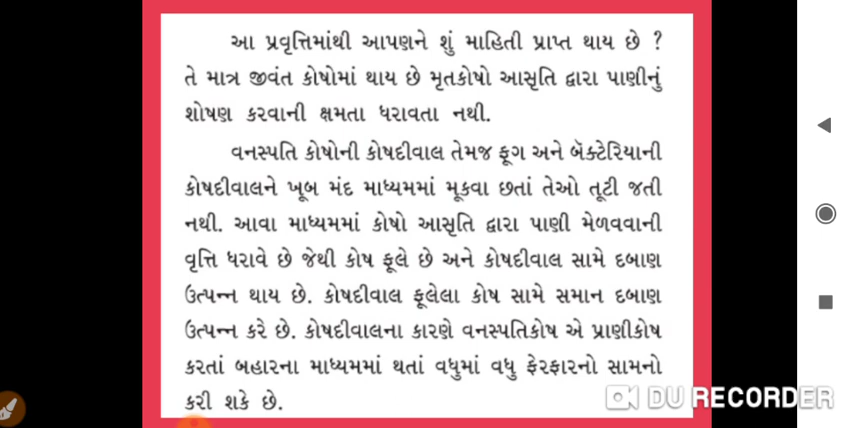 આ પ્રવૃત્તિમાંથી આપણને શું માહિતી પ્રાપ્ત થાય છે ?
તે માત્ર જીવંત કોષોમાં થાય છે મૃતકોષો આસૃતિ દ્વારા પાણીનું
શોષણ કરવાની ક્ષમતા ધરાવતા નથી.
વનસ્પતિ કોષોની કોષદીવાલ તેમજ ફૂગ અને બૅક્ટેરિયાની
કોષદીવાલને ખૂબ મંદ માધ્યમમાં મૂકવા છતાં તેઓ તૂટી જતી
નથી. આવા માધ્યમમાં કોષો આસૃતિ દ્વારા પાણી મેળવવાની
વૃત્તિ ધરાવે છે જેથી કોષ ફૂલે છે અને કોષદીવાલ સામે દબાણ
ઉત્પન્ન થાય છે. કોષદીવાલ ફૂલેલા કોષ સામે સમાન દબાણ
ઉત્પન્ન કરે છે. કોષદીવાલના કારણે વનસ્પતિકોષ એ પ્રાણીકોષ
કરતાં બહારના માધ્યમમાં થતાં વધુમાં વધુ ફેરફારનો સામનો
કરી શકે છે.
DU RECORDER